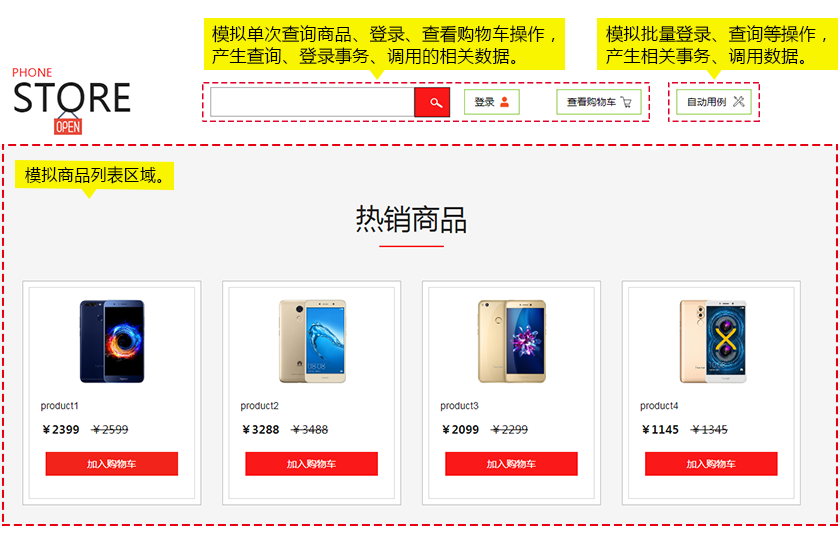 模拟单次查询商品、登录、查看购物车操作，
产生查询、登录事务、调用的相关数据。
模拟批量登录、查询等操作，
产生相关事务、调用数据。
PHONE
STORE
OPEN
登录
查看购物车
自动用例
模拟商品列表区域。
热销商品
product1
product2
product3
product4
￥2399 ￥2599
￥3288 ￥3488
￥2099 ￥2299
￥1145 ￥1345
加入购物车
加入购物车
加入购物车
加入购物车